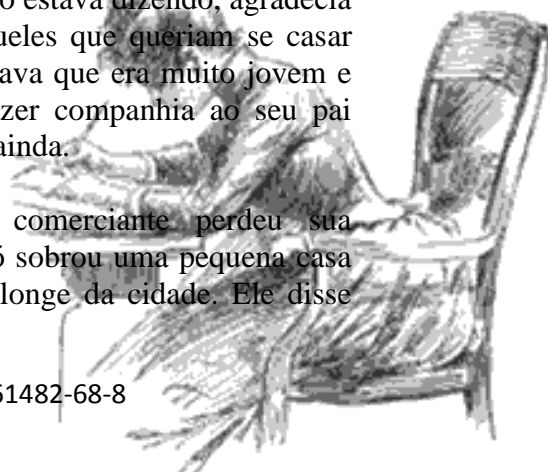 o estava dizendo, agradecia
ueles que queriam se casar
ava que era muito jovem e
zer companhia ao seu pai
ainda.
comerciante perdeu sua
ó sobrou uma pequena casa
longe da cidade. Ele disse
61482-68-8